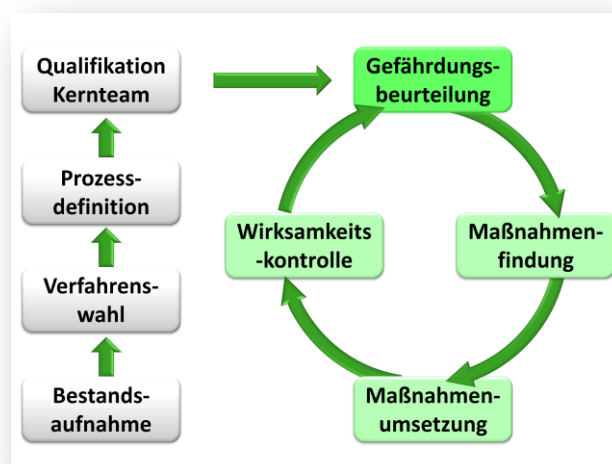 Qualifikation
Kernteam
Prozess-
definition
Verfahrens-
wahl
Bestands-
aufnahme
Gefährdungs-
beurteilung
Maßnahmen-
findung
Maßnahmen-
umsetzung
Wirksamkeits
-kontrolle